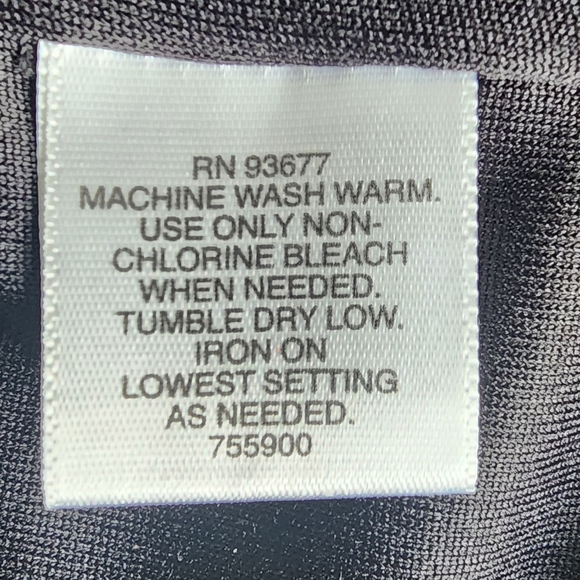 RN 93677
MACHINE WASH WARM.
USE ONLY NON-
CHLORINE BLEACH
WHEN NEEDED.
TUMBLE DRY LOW.
IRON ON
LOWEST SETTING
AS NEEDED.
755900